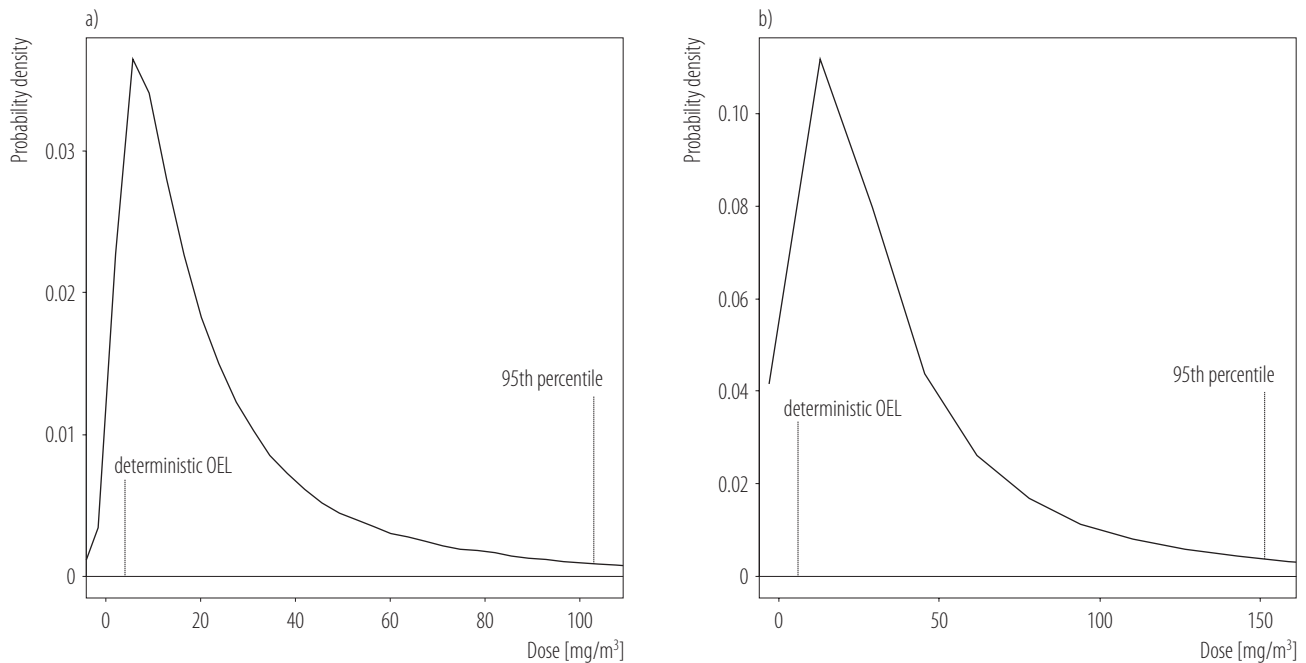 a)
Probability density
0.03
0.02
0.01
0
95th percentile
deterministic OEL
0 20 40 60 80 100
Dose [mg/m³]
b)
Probability density
0.10
0.08
0.06
0.04
0.02
0
95th percentile
deterministic OEL
0 50 100 150
Dose [mg/m³]